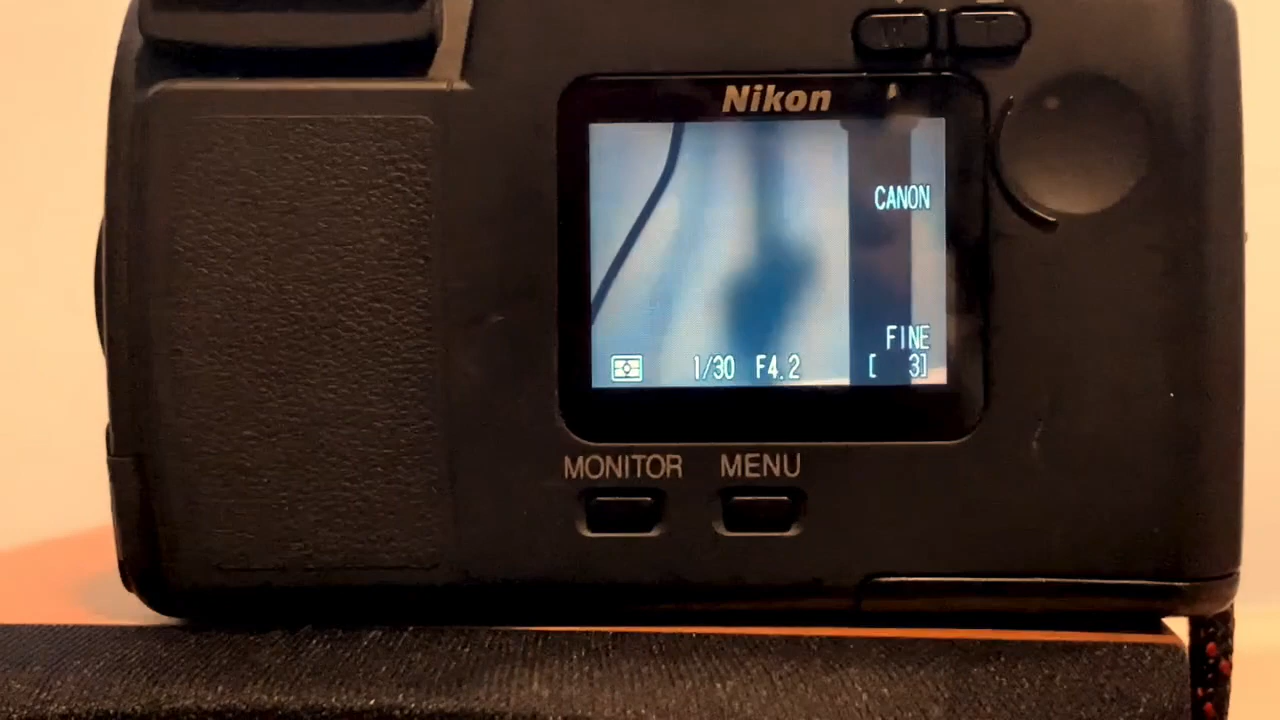 W T
Nikon
CANON
FINE
1/30 F4.2 [ 3]
MONITOR MENU